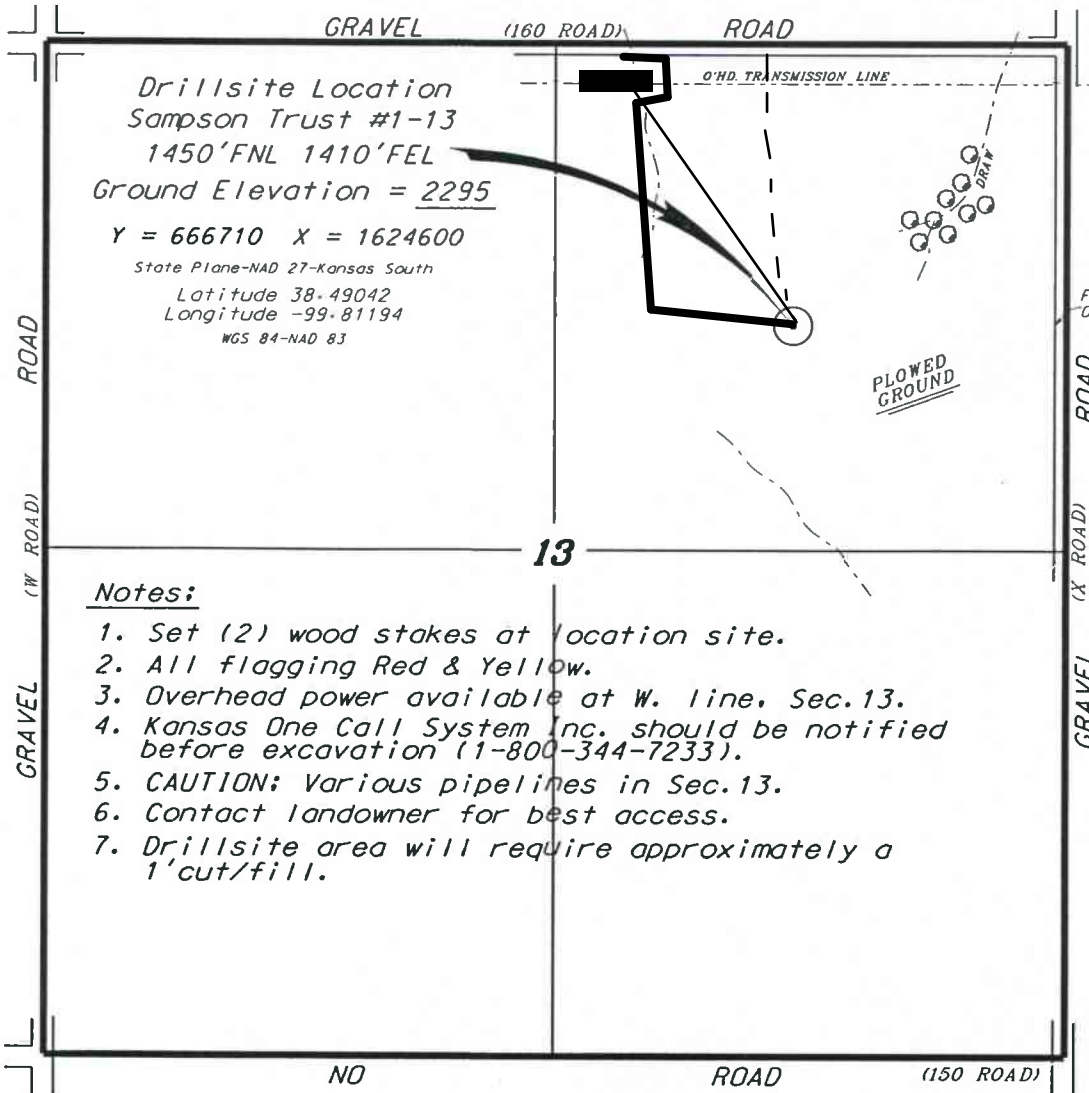 GRAVEL (160 ROAD) ROAD
O'HD. TRANSMISSION LINE
Drillsite Location
Sampson Trust #1-13
1450'FNL 1410'FEL
Ground Elevation = 2295
Y = 666710 X = 1624600
State Plane-NAD 27-Kansas South
Latitude 38.49042
Longitude -99.81194
WGS 84-NAD 83
DRAW
PLOWED
GROUND
GRAVEL (W ROAD) ROAD
GRAVEL (X ROAD) ROAD
13
Notes:
1. Set (2) wood stakes at location site.
2. All flagging Red & Yellow.
3. Overhead power available at W. line, Sec.13.
4. Kansas One Call System Inc. should be notified
before excavation (1-800-344-7233).
5. CAUTION: Various pipelines in Sec.13.
6. Contact landowner for best access.
7. Drillsite area will require approximately a
1'cut/fill.
NO ROAD (150 ROAD)